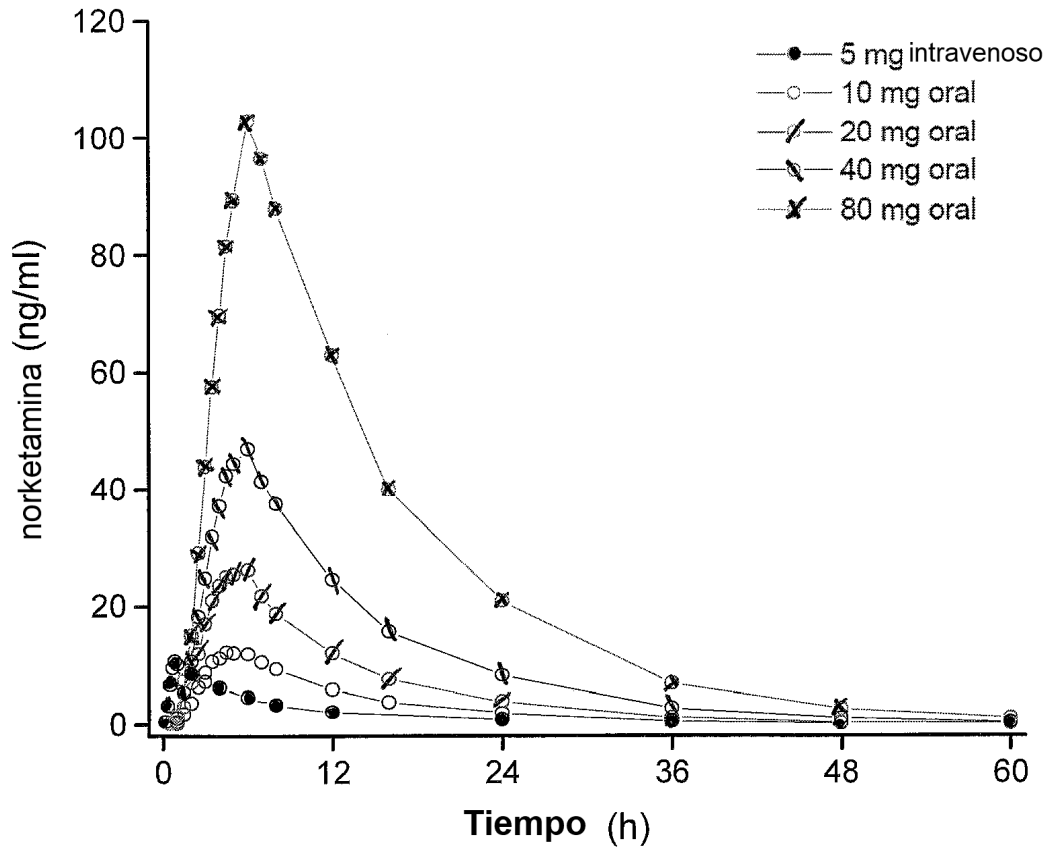 120
100
80
60
40
20
0
norketamina (ng/ml)
5 mg intravenoso
10 mg oral
20 mg oral
40 mg oral
80 mg oral
0 12 24 36 48 60
Tiempo (h)